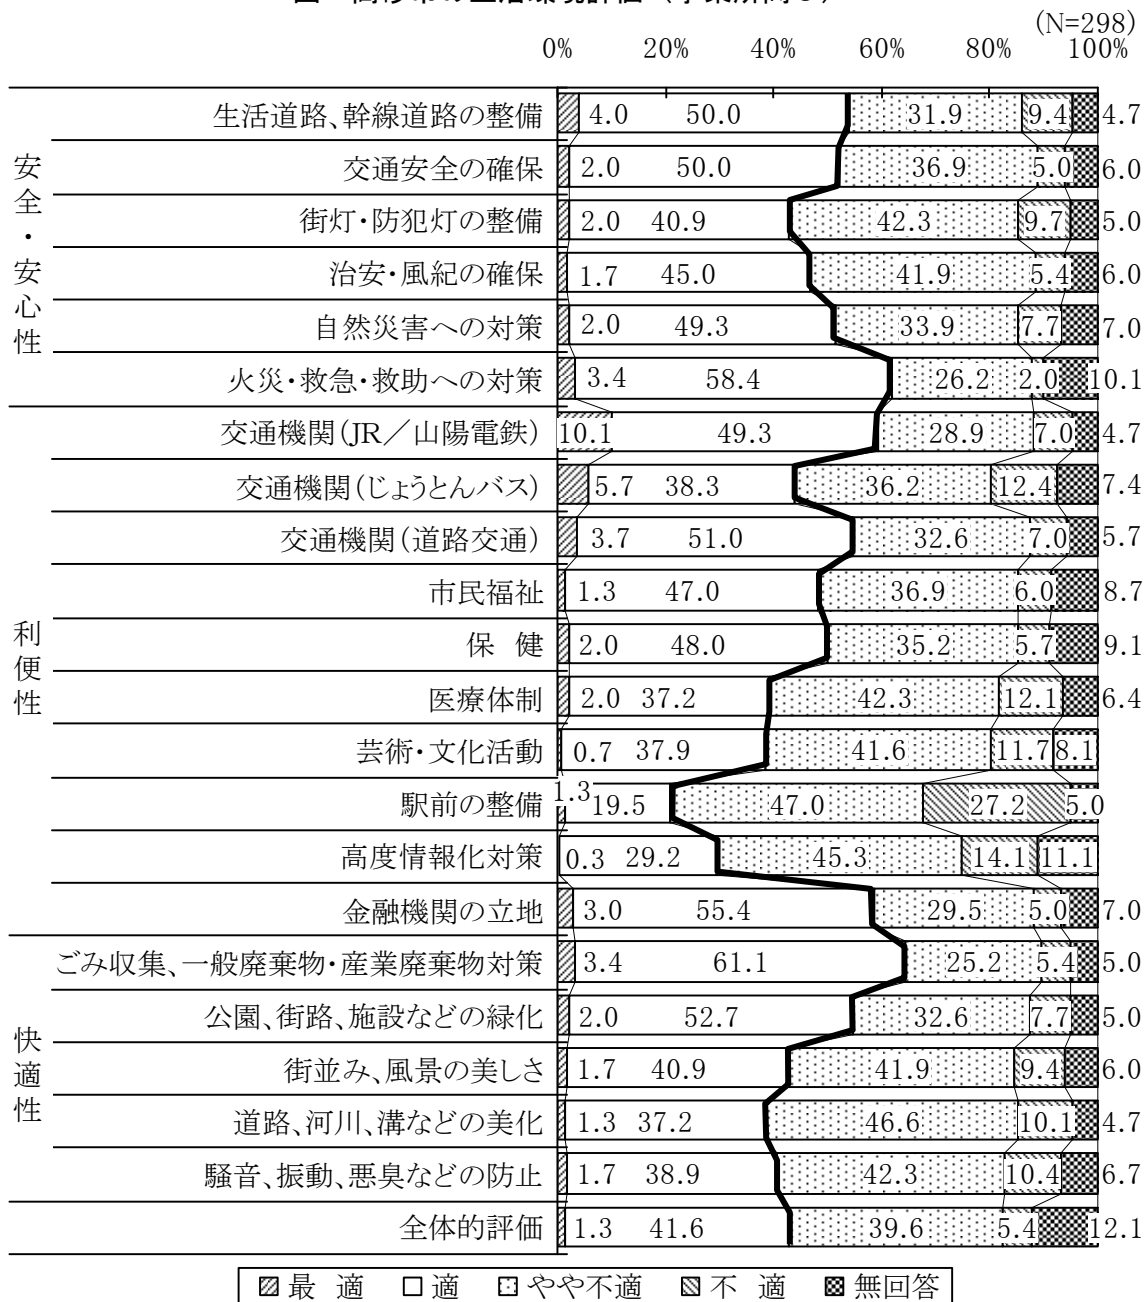 (N=298)
0% 20% 40% 60% 80% 100%
安全・安心性
生活道路、幹線道路の整備 4.0 50.0 31.9 9.4 4.7
交通安全の確保 2.0 50.0 36.9 5.0 6.0
街灯・防犯灯の整備 2.0 40.9 42.3 9.7 5.0
治安・風紀の確保 1.7 45.0 41.9 5.4 6.0
自然災害への対策 2.0 49.3 33.9 7.7 7.0
火災・救急・救助への対策 3.4 58.4 26.2 2.0 10.1
利便性
交通機関(JR/山陽電鉄) 10.1 49.3 28.9 7.0 4.7
交通機関(じょうとんバス) 5.7 38.3 36.2 12.4 7.4
交通機関(道路交通) 3.7 51.0 32.6 7.0 5.7
市民福祉 1.3 47.0 36.9 6.0 8.7
保 健 2.0 48.0 35.2 5.7 9.1
医療体制 2.0 37.2 42.3 12.1 6.4
芸術・文化活動 0.7 37.9 41.6 11.7 8.1
駅前の整備 1.3 19.5 47.0 27.2 5.0
高度情報化対策 0.3 29.2 45.3 14.1 11.1
金融機関の立地 3.0 55.4 29.5 5.0 7.0
快適性
ごみ収集、一般廃棄物・産業廃棄物対策 3.4 61.1 25.2 5.4 5.0
公園、街路、施設などの緑化 2.0 52.7 32.6 7.7 5.0
街並み、風景の美しさ 1.7 40.9 41.9 9.4 6.0
道路、河川、溝などの美化 1.3 37.2 46.6 10.1 4.7
騒音、振動、悪臭などの防止 1.7 38.9 42.3 10.4 6.7
全体的評価 1.3 41.6 39.6 5.4 12.1
最 適 適 やや不適 不 適 無回答